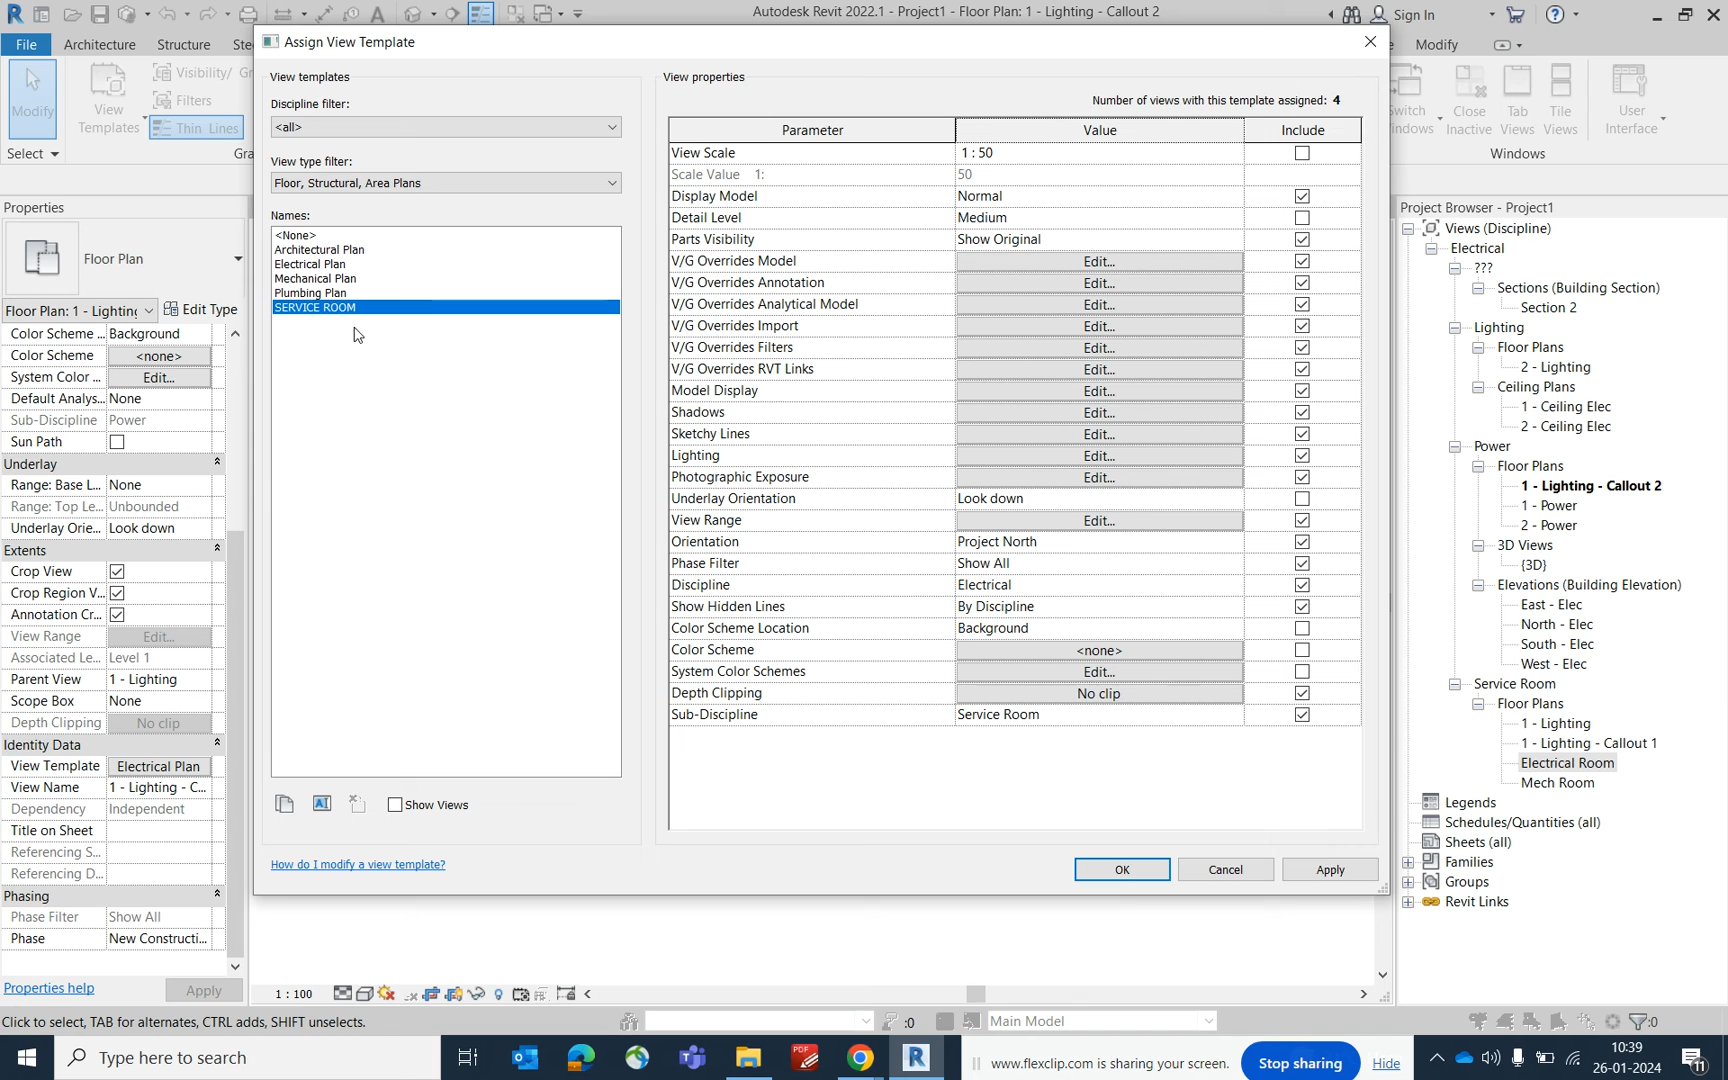 Autodesk Revit 2022.1 - Project1 - Floor Plan: 1 - Lighting - Callout 2
Sign In
File
Architecture
Structure
Modify
Assign View Template
Modify
View
Templates
Visibility/
Filters
Thin Lines
Select
Close
Inactive
Tab
Views
Tile
Views
User
Interface
Windows
Properties
Floor Plan
Floor Plan: 1 - Lighting
Edit Type
Color Scheme ... Background
Color Scheme <none>
System Color ... Edit...
Default Analys... None
Sub-Discipline Power
Sun Path
Underlay
Range: Base L... None
Range: Top Le... Unbounded
Underlay Orie... Look down
Extents
Crop View
Crop Region V...
Annotation Cr...
View Range Edit...
Associated Le... Level 1
Parent View 1 - Lighting
Scope Box None
Depth Clipping No clip
Identity Data
View Template Electrical Plan
View Name 1 - Lighting - C...
Dependency Independent
Title on Sheet
Referencing S...
Referencing D...
Phasing
Phase Filter Show All
Phase New Constructi...
Properties help
Apply
View templates
Discipline filter:
<all>
View type filter:
Floor, Structural, Area Plans
Names:
<None>
Architectural Plan
Electrical Plan
Mechanical Plan
Plumbing Plan
SERVICE ROOM
Show Views
How do I modify a view template?
View properties
Number of views with this template assigned: 4
Parameter Value Include
View Scale 1 : 50
Scale Value 1: 50
Display Model Normal
Detail Level Medium
Parts Visibility Show Original
V/G Overrides Model Edit...
V/G Overrides Annotation Edit...
V/G Overrides Analytical Model Edit...
V/G Overrides Import Edit...
V/G Overrides Filters Edit...
V/G Overrides RVT Links Edit...
Model Display Edit...
Shadows Edit...
Sketchy Lines Edit...
Lighting Edit...
Photographic Exposure Edit...
Underlay Orientation Look down
View Range Edit...
Orientation Project North
Phase Filter Show All
Discipline Electrical
Show Hidden Lines By Discipline
Color Scheme Location Background
Color Scheme <none>
System Color Schemes Edit...
Depth Clipping No clip
Sub-Discipline Service Room
OK
Cancel
Apply
Project Browser - Project1
Views (Discipline)
Electrical
???
Sections (Building Section)
Section 2
Lighting
Floor Plans
2 - Lighting
Ceiling Plans
1 - Ceiling Elec
2 - Ceiling Elec
Power
Floor Plans
1 - Lighting - Callout 2
1 - Power
2 - Power
3D Views
{3D}
Elevations (Building Elevation)
East - Elec
North - Elec
South - Elec
West - Elec
Service Room
Floor Plans
1 - Lighting
1 - Lighting - Callout 1
Electrical Room
Mech Room
Legends
Schedules/Quantities (all)
Sheets (all)
Families
Groups
Revit Links
1 : 100
Click to select, TAB for alternates, CTRL adds, SHIFT unselects.
:0
Main Model
:0
Type here to search
www.flexclip.com is sharing your screen.
Stop sharing
Hide
10:39
26-01-2024
11